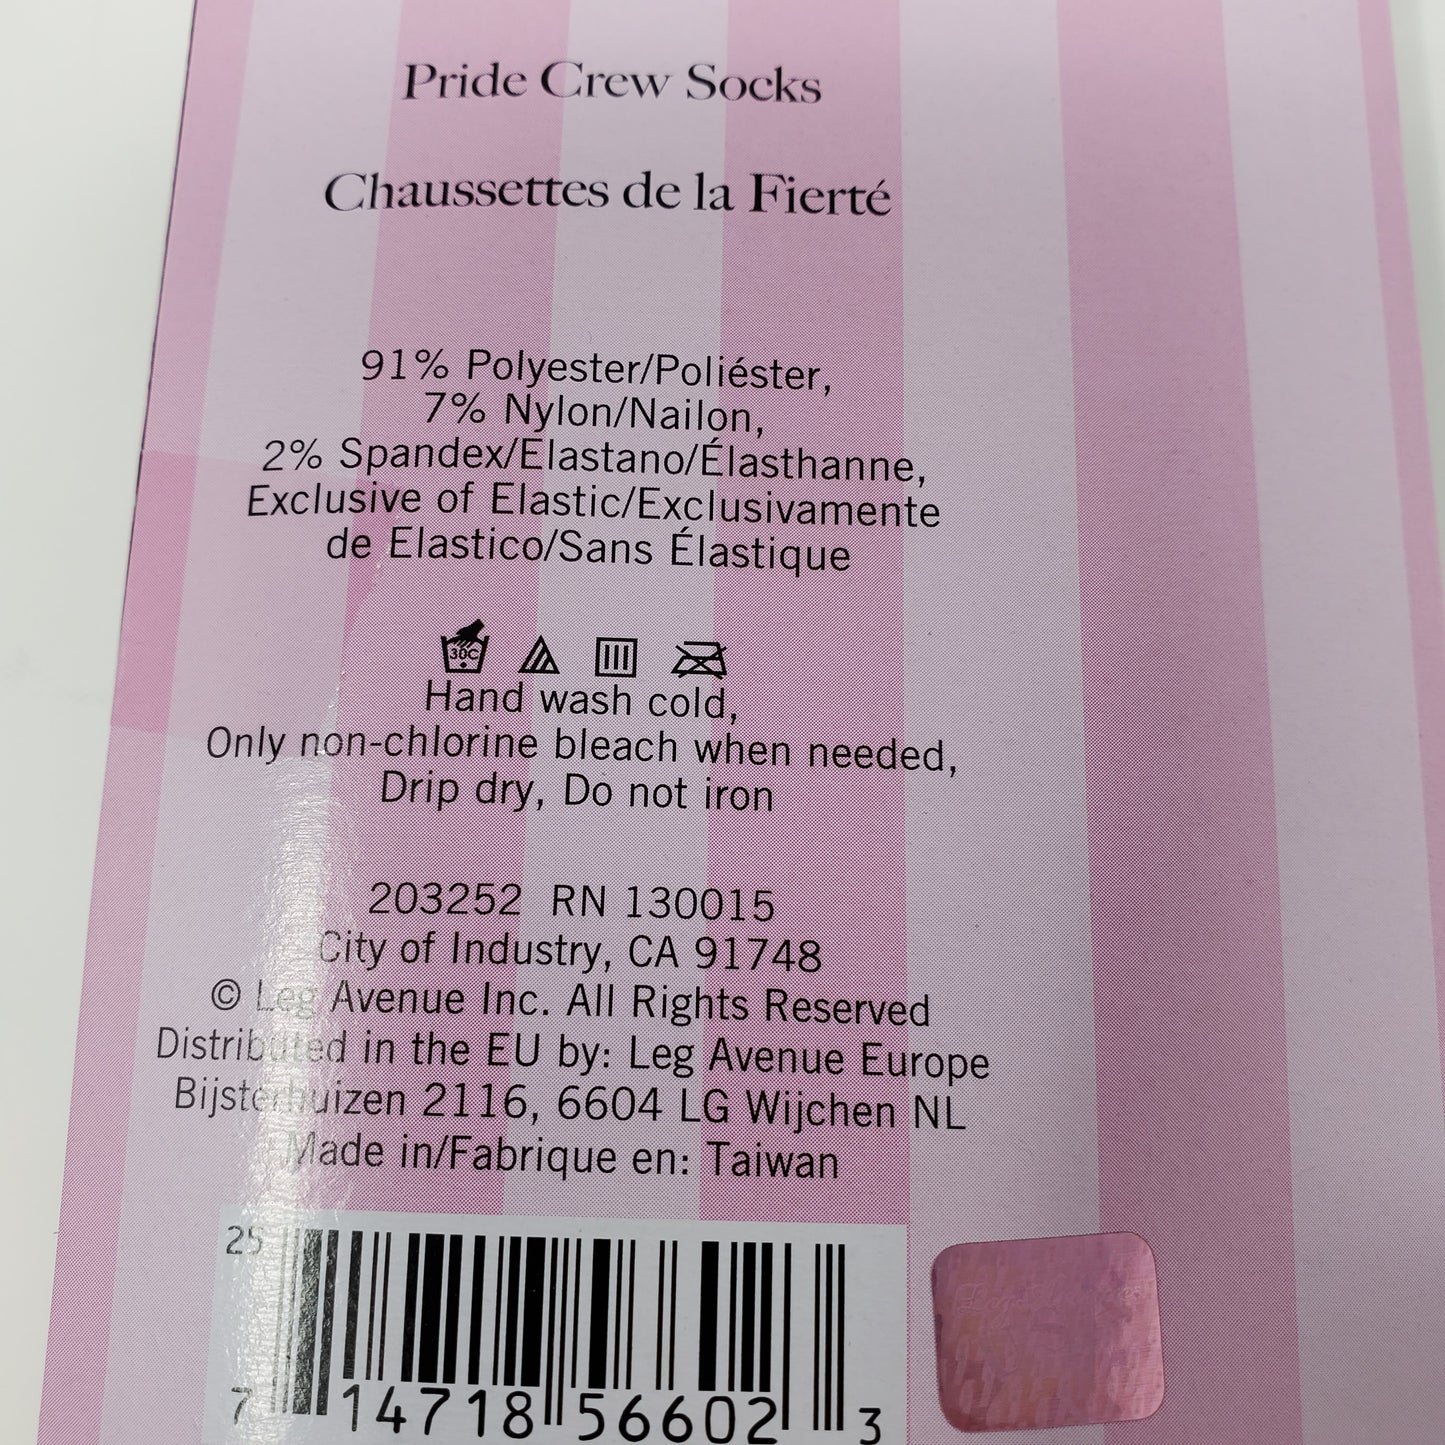 Pride Crew Socks
Chaussettes de la Fierté
91% Polyester/Poliéster,
7% Nylon/Nailon,
2% Spandex/Elastano/Élasthanne,
Exclusive of Elastic/Exclusivamente
de Elastico/Sans Élastique
30C
Hand wash cold,
Only non-chlorine bleach when needed,
Drip dry, Do not iron
203252 RN 130015
City of Industry, CA 91748
© Leg Avenue Inc. All Rights Reserved
Distributed in the EU by: Leg Avenue Europe
Bijsterhuizen 2116, 6604 LG Wijchen NL
Made in/Fabrique en: Taiwan
25
7 14718 56602 3